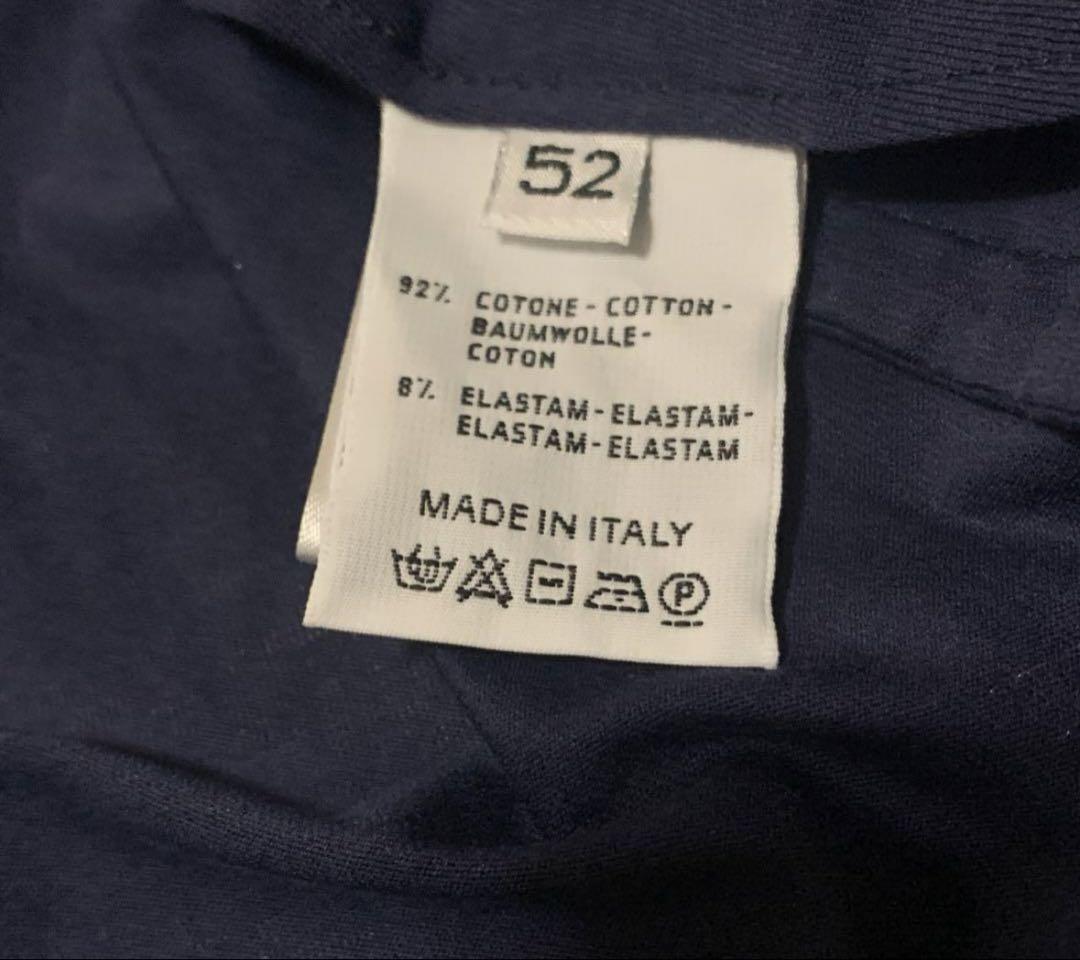 52
92% COTONE - COTTON -
BAUMWOLLE-
COTON
8% ELASTAM - ELASTAM-
ELASTAM - ELASTAM
MADE IN ITALY
P